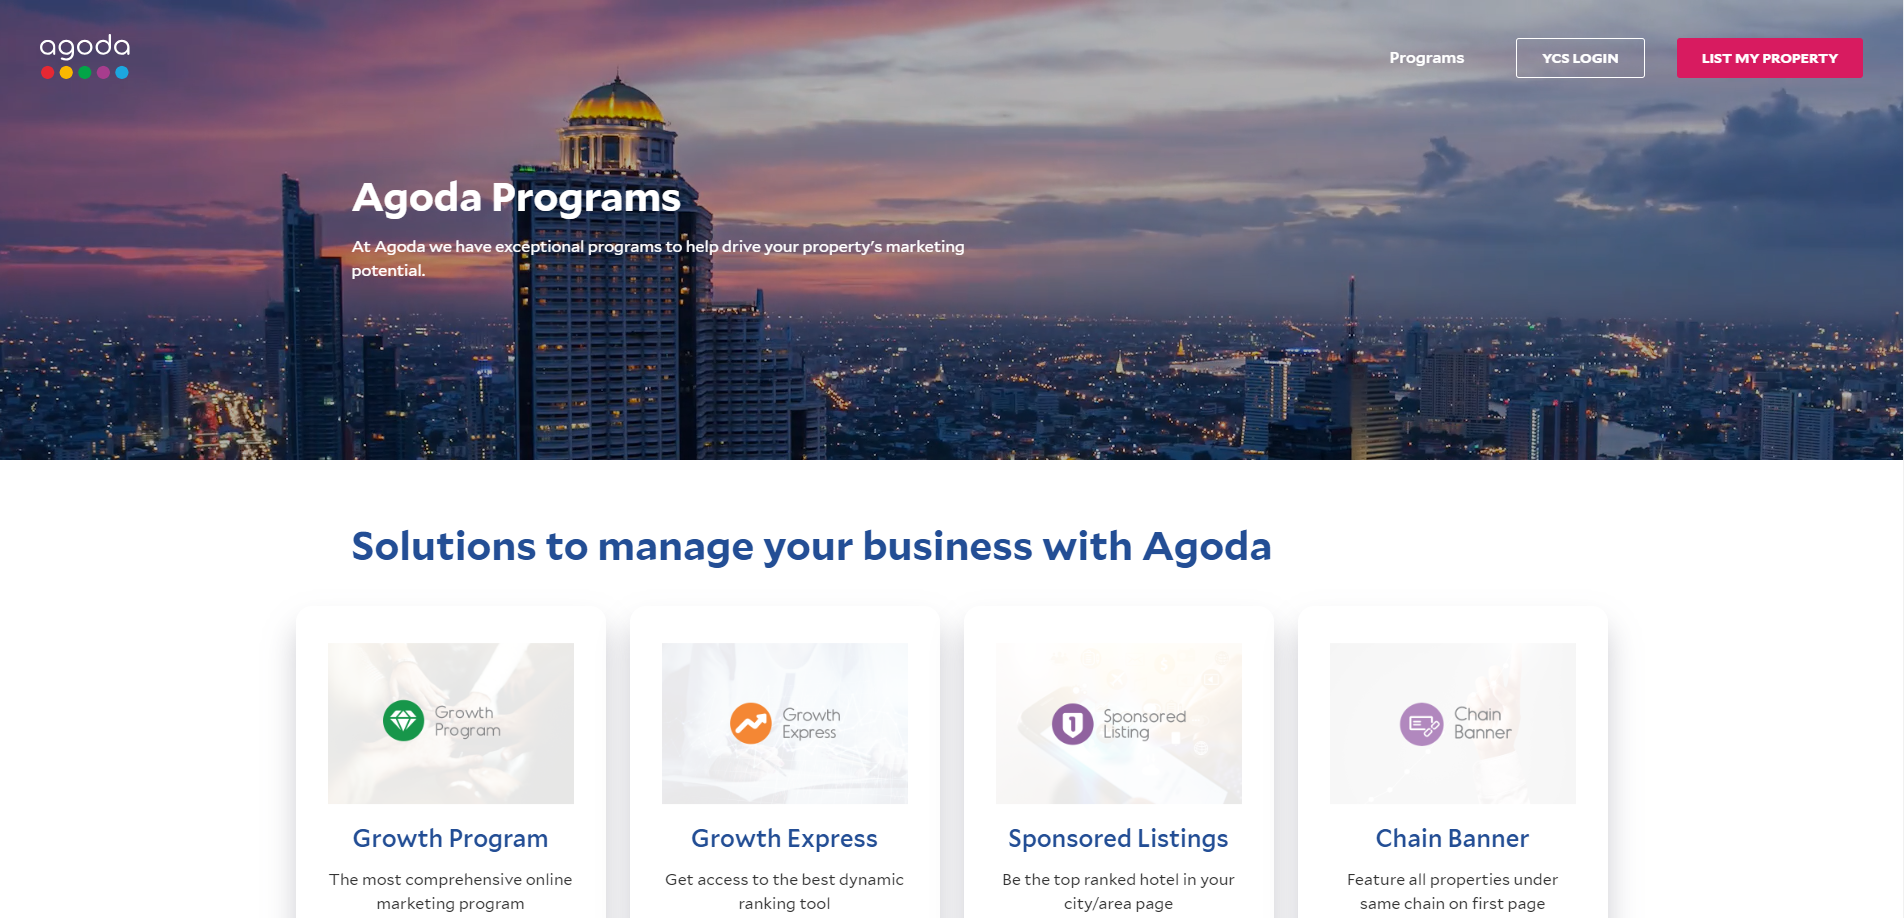 agoda
Programs
YCS LOGIN
LIST MY PROPERTY
Agoda Programs
At Agoda we have exceptional programs to help drive your property's marketing
potential.
Solutions to manage your business with Agoda
Growth
Program
Growth Program
The most comprehensive online
marketing program
Growth
Express
Growth Express
Get access to the best dynamic
ranking tool
1
Sponsored
Listing
Sponsored Listings
Be the top ranked hotel in your
city/area page
Chain
Banner
Chain Banner
Feature all properties under
same chain on first page